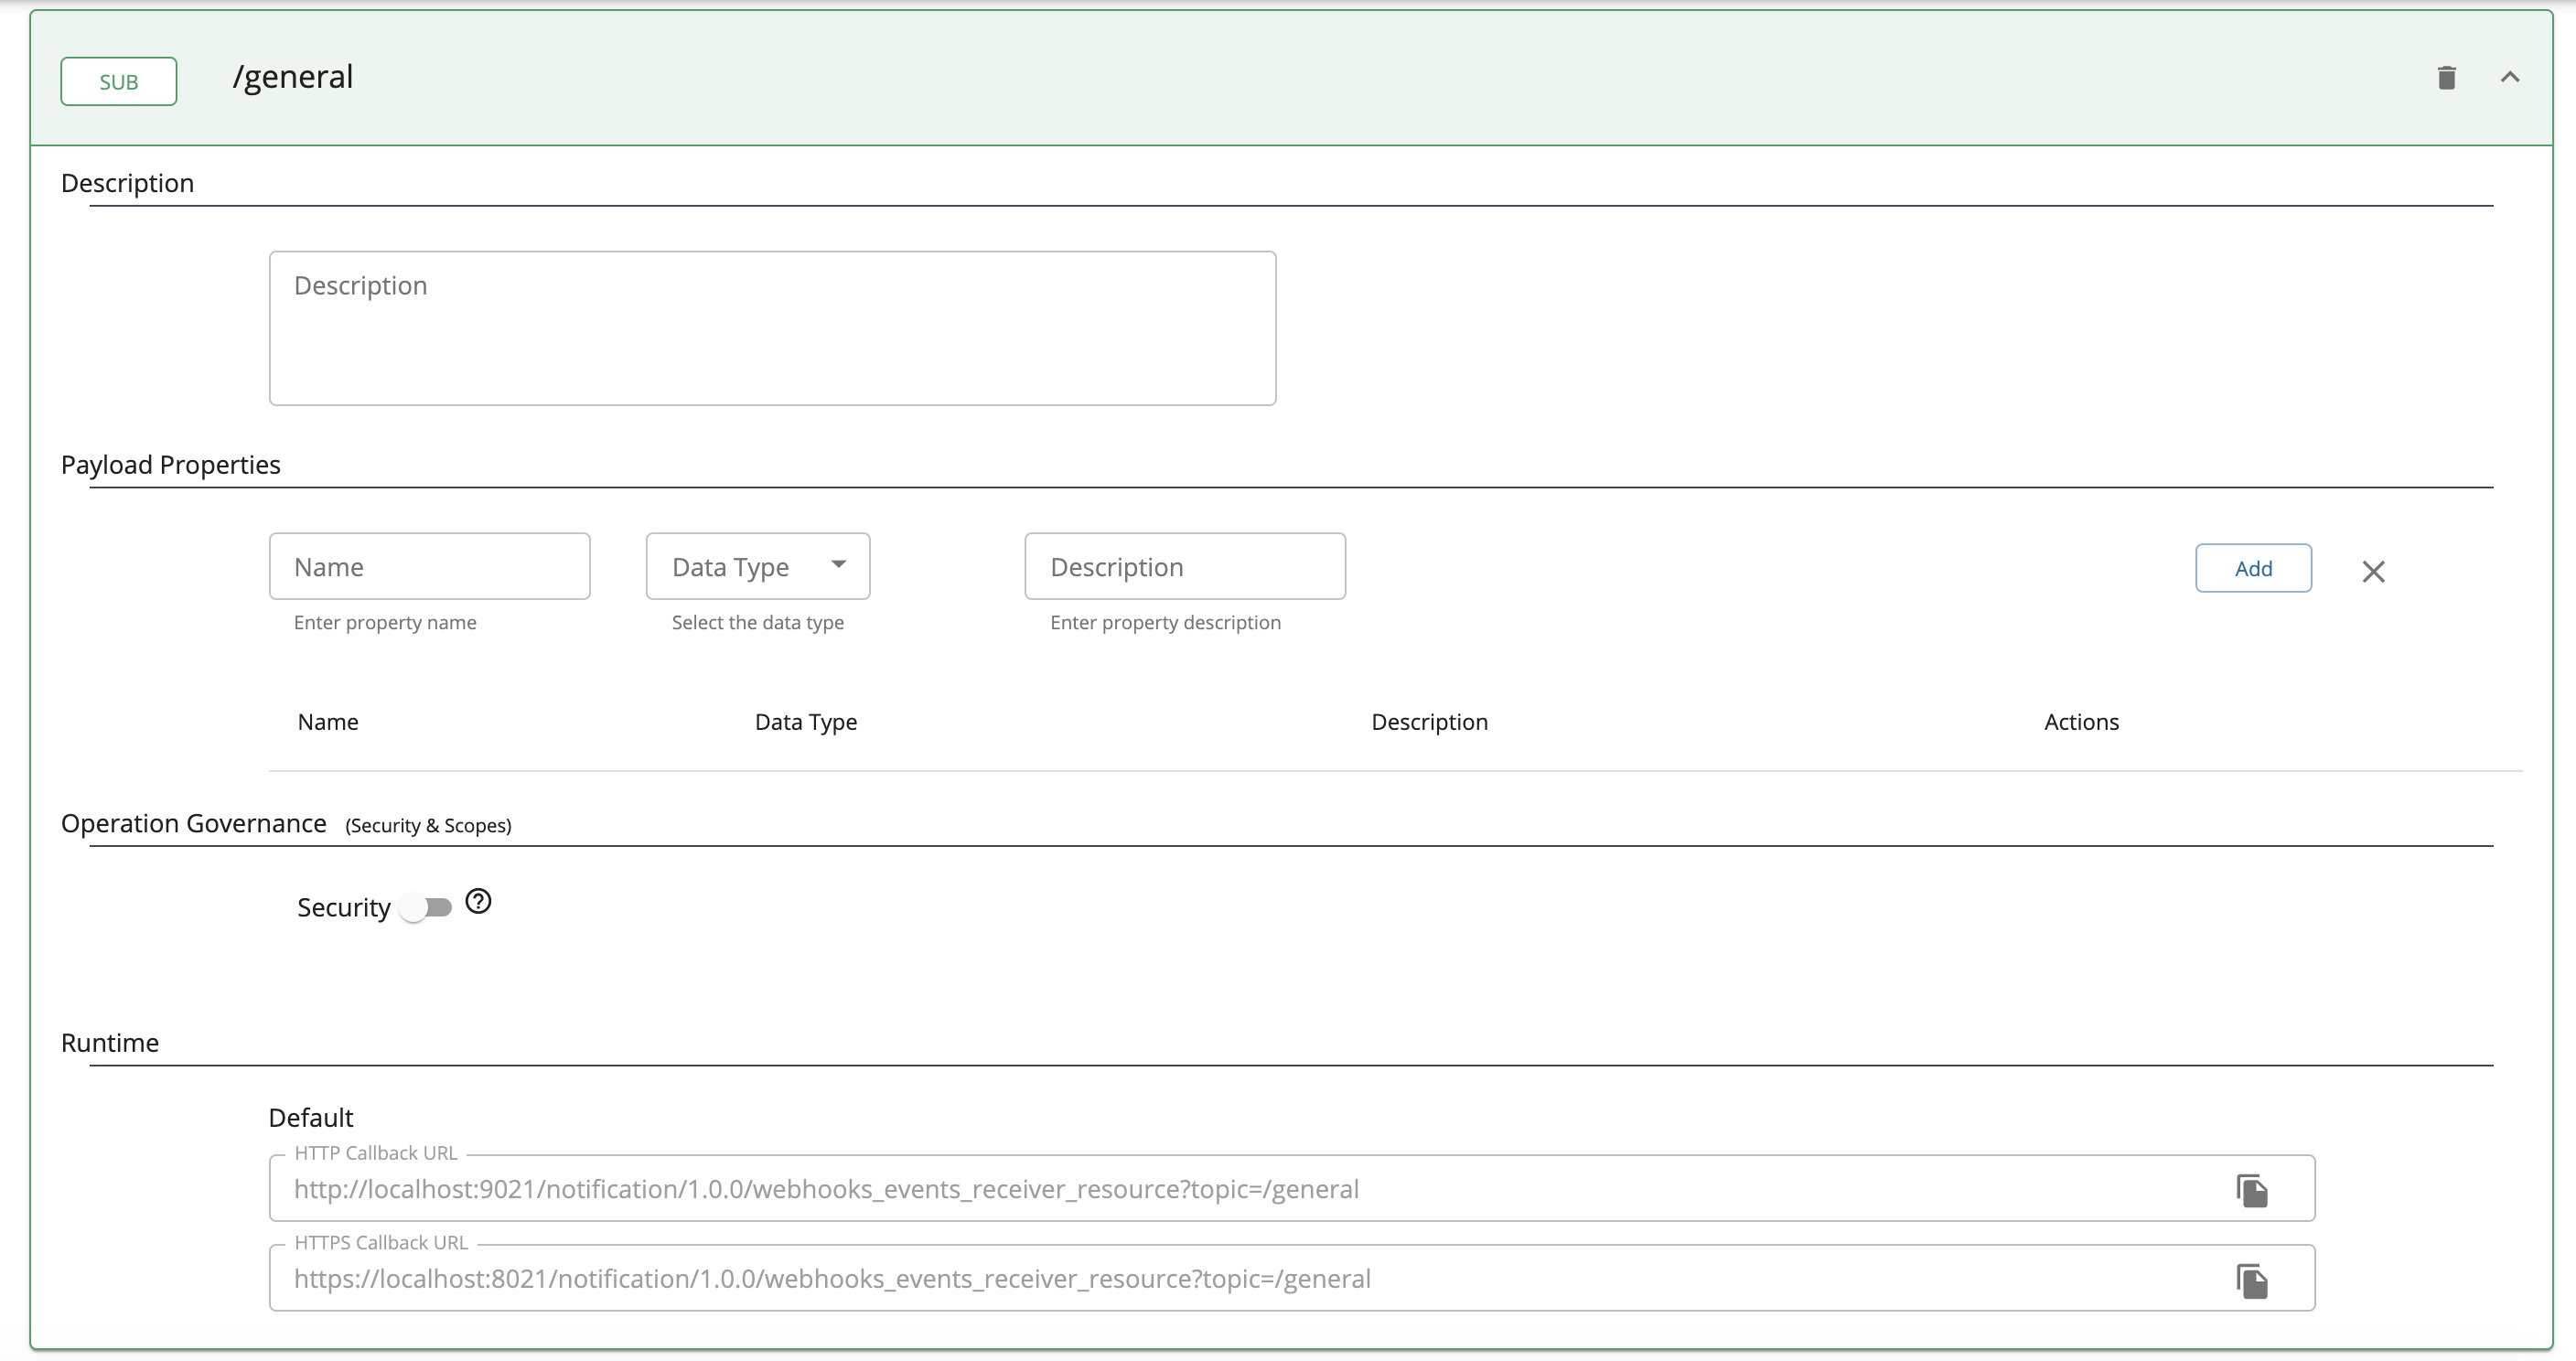 SUB /general
Description
Description
Payload Properties
Name Data Type Description Add
Enter property name Select the data type Enter property description
Name Data Type Description Actions
Operation Governance (Security & Scopes)
Security
Runtime
Default
HTTP Callback URL
http://localhost:9021/notification/1.0.0/webhooks_events_receiver_resource?topic=/general
HTTPS Callback URL
https://localhost:8021/notification/1.0.0/webhooks_events_receiver_resource?topic=/general